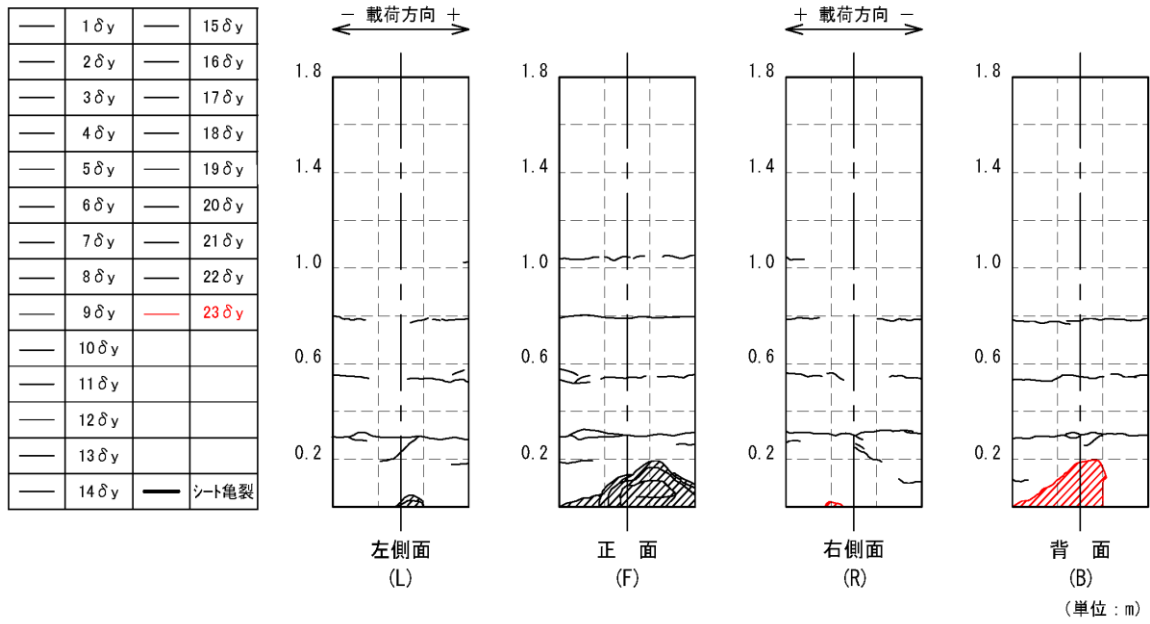 1δy 15δy
2δy 16δy
3δy 17δy
4δy 18δy
5δy 19δy
6δy 20δy
7δy 21δy
8δy 22δy
9δy 23δy
10δy
11δy
12δy
13δy
14δy シート亀裂
− 載荷方向 +
1.8
1.4
1.0
0.6
0.2
左側面
(L)
1.8
1.4
1.0
0.6
0.2
正 面
(F)
+ 載荷方向 −
1.8
1.4
1.0
0.6
0.2
右側面
(R)
1.8
1.4
1.0
0.6
0.2
背 面
(B)
(単位:m)